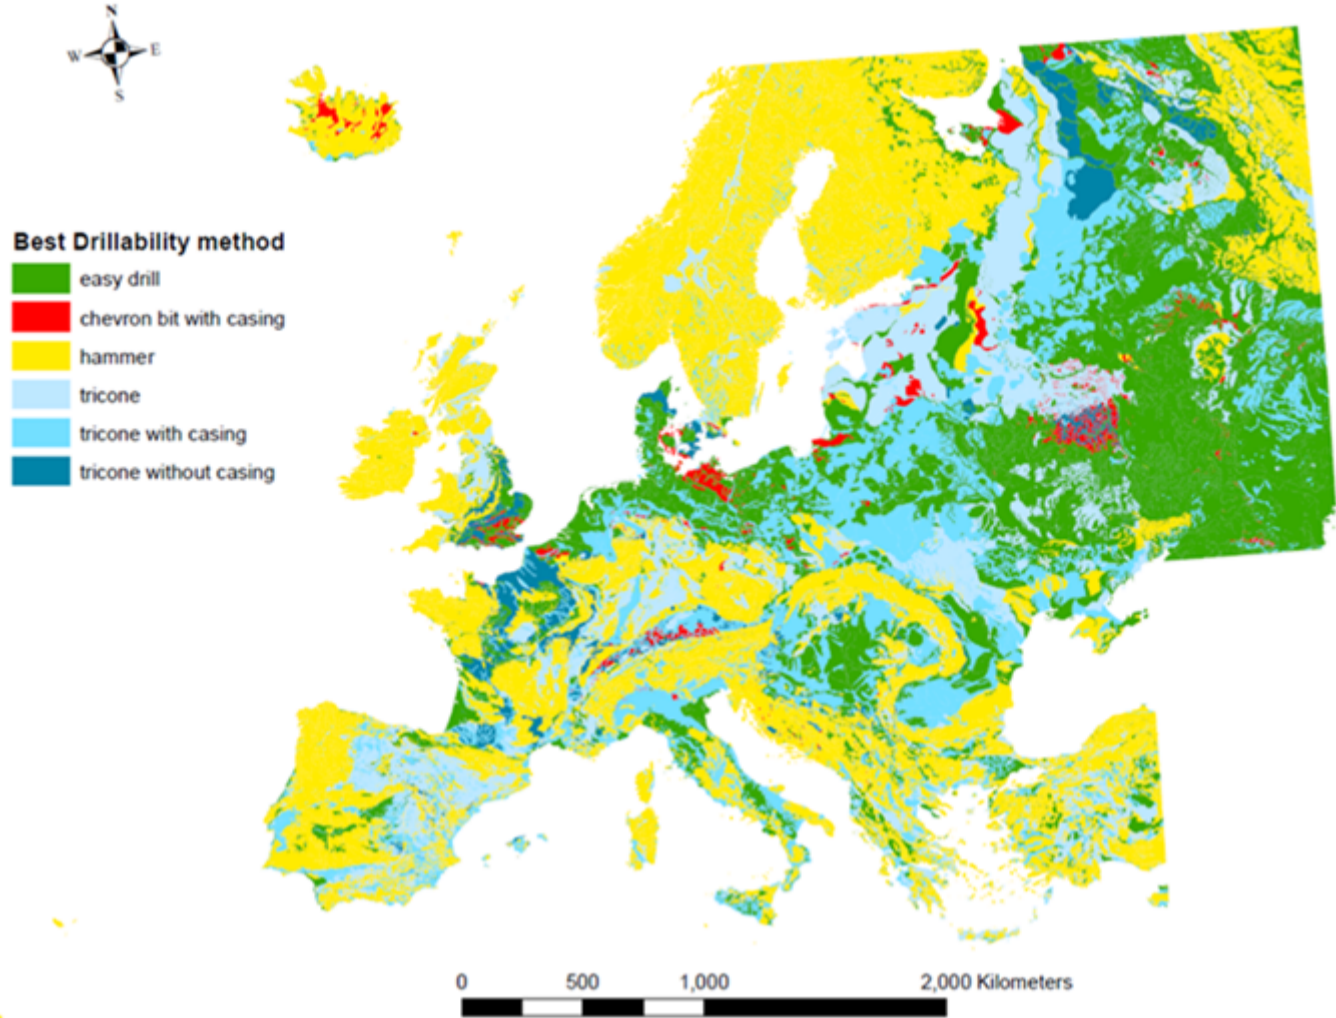 N
W E
S
Best Drillability method
easy drill
chevron bit with casing
hammer
tricone
tricone with casing
tricone without casing
0 500 1,000 2,000 Kilometers